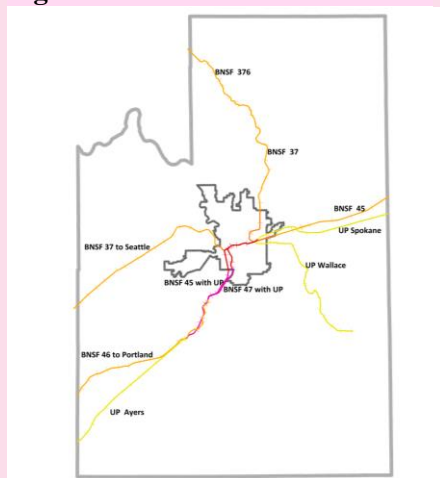 BNSF 376
BNSF 37
BNSF 45
UP Spokane
BNSF 37 to Seattle
UP Wallace
BNSF 45 with UP
BNSF 47 with UP
BNSF 46 to Portland
UP Ayers